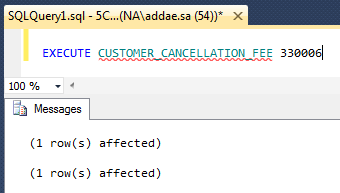 SQLQuery1.sql - 5C...(NA\addae.sa (54))*
EXECUTE CUSTOMER_CANCELLATION_FEE 330006
100 %
Messages
(1 row(s) affected)
(1 row(s) affected)